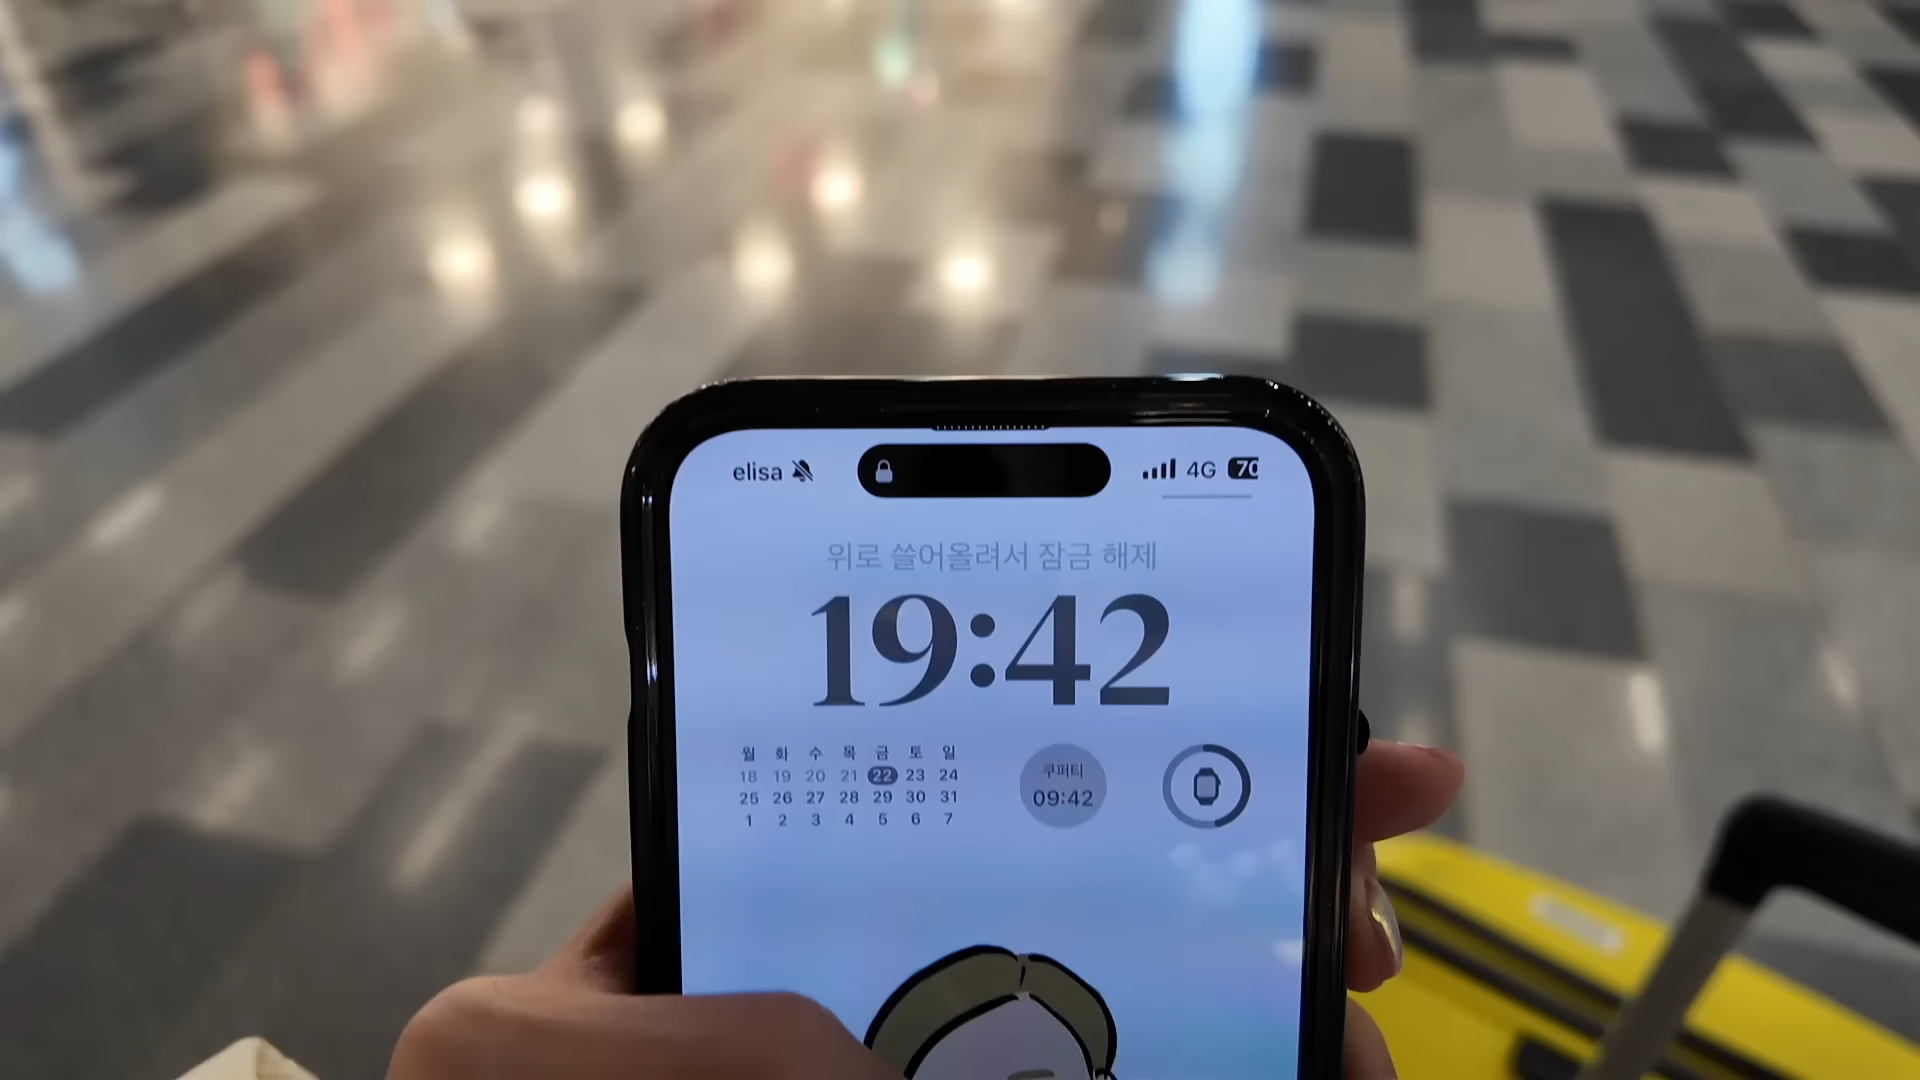 elisa 4G 70
위로 쓸어올려서 잠금 해제
19:42
월 화 수 목 금 토 일
18 19 20 21 22 23 24
25 26 27 28 29 30 31
1 2 3 4 5 6 7
쿠퍼티
09:42